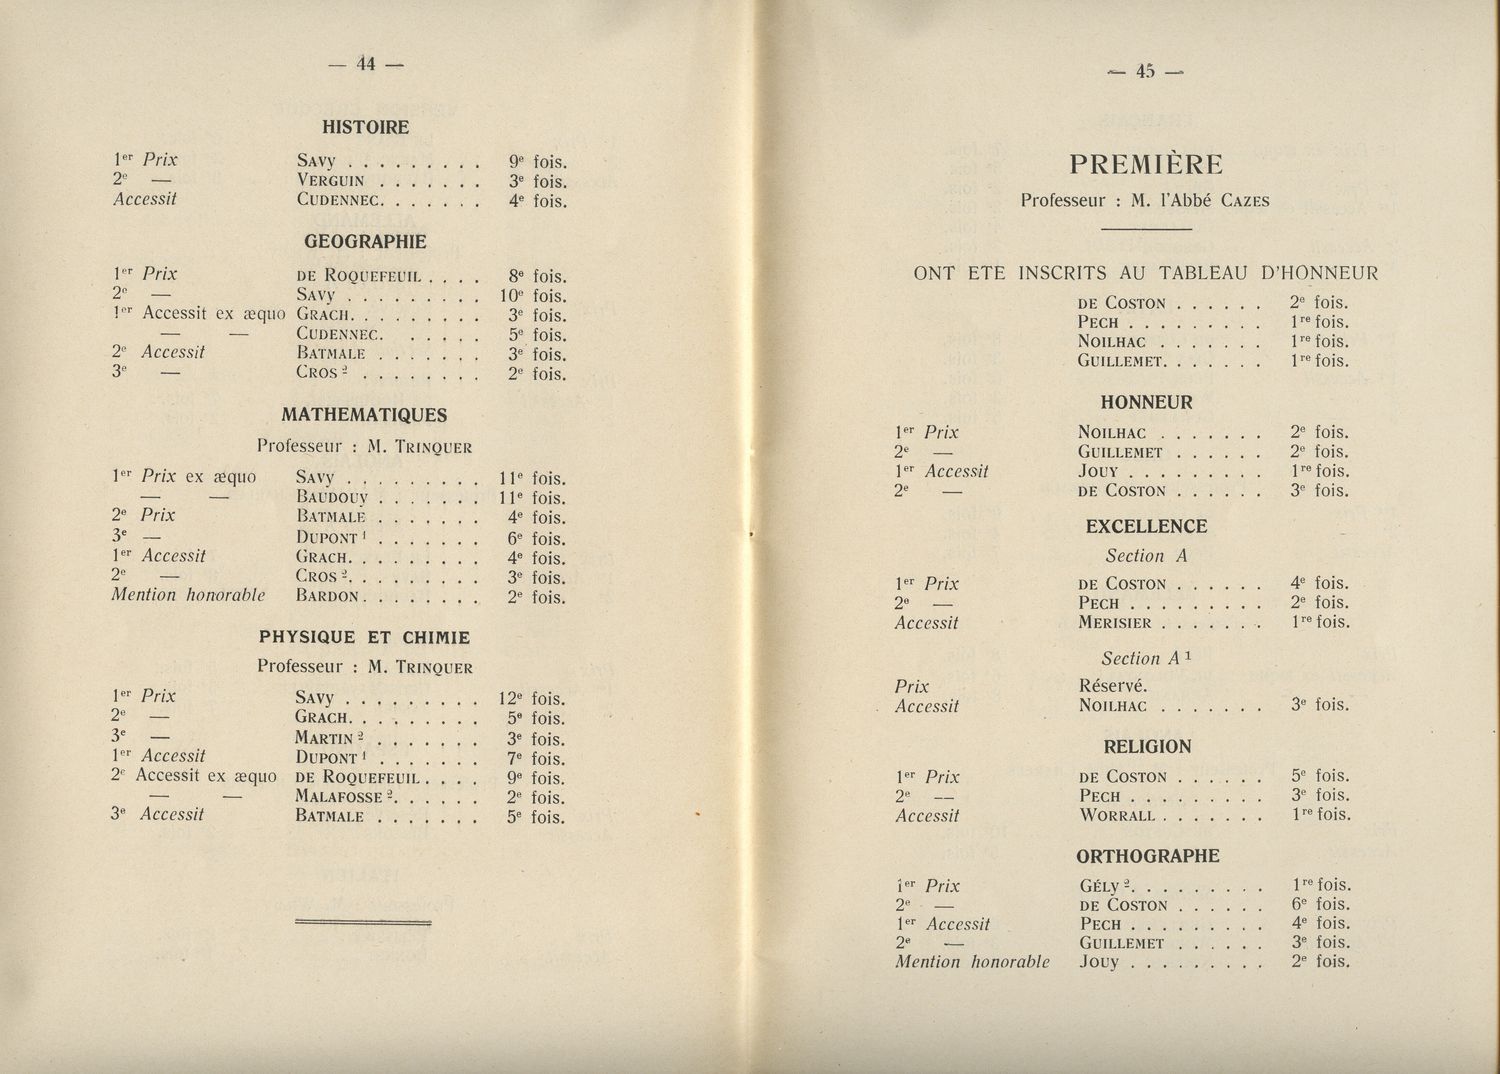 — 44 —
HISTOIRE
1er Prix Savy . . . . . . . . . 9e fois.
2e — Verguin . . . . . . . 3e fois.
Accessit Cudennec. . . . . . . 4e fois.
GEOGRAPHIE
1er Prix de Roquefeuil . . . . 8e fois.
2e — Savy . . . . . . . . . 10e fois.
1er Accessit ex æquo Grach. . . . . . . . . 3e fois.
— — Cudennec. . . . . . 5e fois.
2e Accessit Batmale . . . . . . . 3e fois.
3e — Cros 2 . . . . . . . . 2e fois.
MATHEMATIQUES
Professeur : M. Trinquer
1er Prix ex æquo Savy . . . . . . . . . 11e fois.
— — Baudouy . . . . . . . 11e fois.
2e Prix Batmale . . . . . . . 4e fois.
3e — Dupont 1 . . . . . . . 6e fois.
1er Accessit Grach. . . . . . . . . 4e fois.
2e — Cros 2. . . . . . . . . 3e fois.
Mention honorable Bardon. . . . . . . . 2e fois.
PHYSIQUE ET CHIMIE
Professeur : M. Trinquer
1er Prix Savy . . . . . . . . . 12e fois.
2e — Grach. . . . . . . . . 5e fois.
3e — Martin 2 . . . . . . . 3e fois.
1er Accessit Dupont 1 . . . . . . . 7e fois.
2e Accessit ex æquo de Roquefeuil. . . . 9e fois.
— — Malafosse 2. . . . . . 2e fois.
3e Accessit Batmale . . . . . . . 5e fois.
— 45 —
PREMIÈRE
Professeur : M. l'Abbé Cazes
ONT ETE INSCRITS AU TABLEAU D'HONNEUR
de Coston . . . . . . 2e fois.
Pech . . . . . . . . . 1re fois.
Noilhac . . . . . . . 1re fois.
Guillemet. . . . . . . 1re fois.
HONNEUR
1er Prix Noilhac . . . . . . . 2e fois.
2e — Guillemet . . . . . . 2e fois.
1er Accessit Jouy . . . . . . . . . 1re fois.
2e — de Coston . . . . . . 3e fois.
EXCELLENCE
Section A
1er Prix de Coston . . . . . . 4e fois.
2e — Pech . . . . . . . . . 2e fois.
Accessit Merisier . . . . . . . 1re fois.
Section A 1
Prix Réservé.
Accessit Noilhac . . . . . . . 3e fois.
RELIGION
1er Prix de Coston . . . . . . 5e fois.
2e — Pech . . . . . . . . . 3e fois.
Accessit Worrall . . . . . . . 1re fois.
ORTHOGRAPHE
1er Prix Gély 2. . . . . . . . . 1re fois.
2e — de Coston . . . . . . 6e fois.
1er Accessit Pech . . . . . . . . . 4e fois.
2e — Guillemet . . . . . . 3e fois.
Mention honorable Jouy . . . . . . . . . 2e fois.